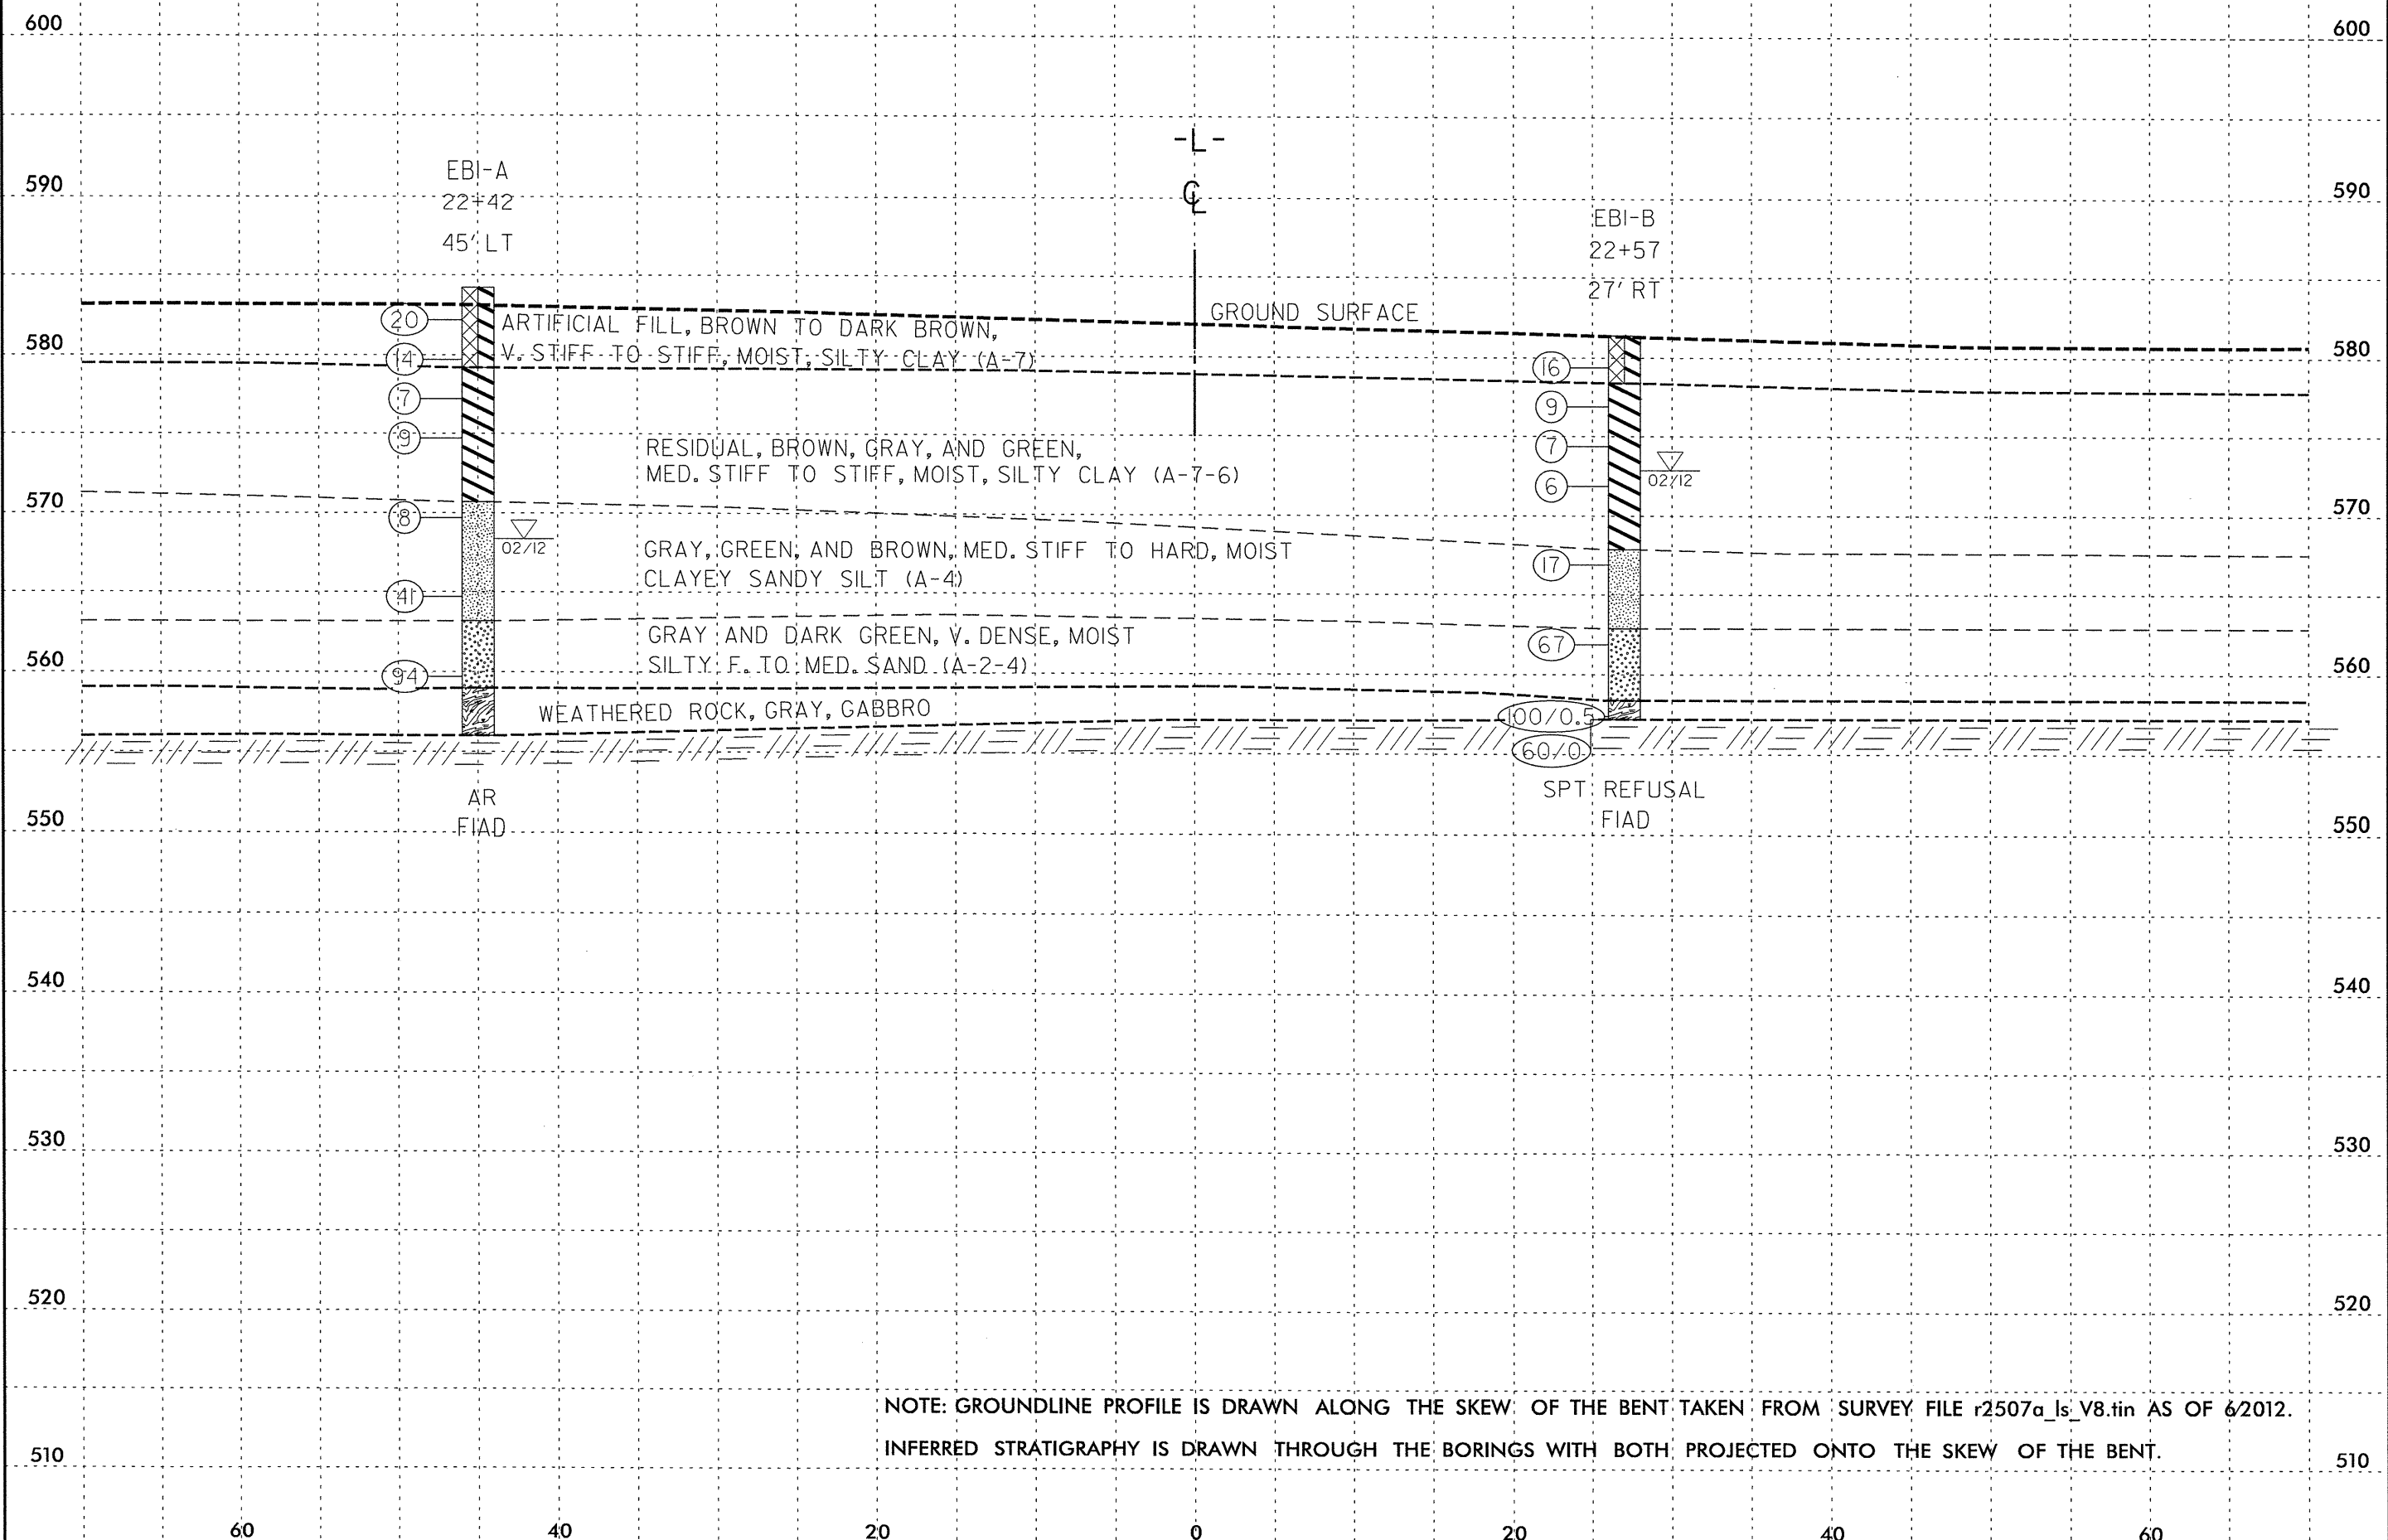 600 600
-L-
EB1-A
22+42
45' LT
CL
EB1-B
22+57
27' RT
590 590
GROUND SURFACE
20
ARTIFICIAL FILL, BROWN TO DARK BROWN,
V. STIFF TO STIFF, MOIST, SILTY CLAY (A-7)
580 580
14
16
7
9
9
7
RESIDUAL, BROWN, GRAY, AND GREEN,
MED. STIFF TO STIFF, MOIST, SILTY CLAY (A-7-6)
02/12
6
570 570
8
02/12
GRAY, GREEN, AND BROWN, MED. STIFF TO HARD, MOIST
CLAYEY SANDY SILT (A-4)
17
41
GRAY AND DARK GREEN, V. DENSE, MOIST
SILTY F. TO MED. SAND (A-2-4)
67
560 560
94
WEATHERED ROCK, GRAY, GABBRO
100/0.5
60/0
AR
FIAD
SPT REFUSAL
FIAD
550 550
540 540
530 530
520 520
NOTE: GROUNDLINE PROFILE IS DRAWN ALONG THE SKEW OF THE BENT TAKEN FROM SURVEY FILE r2507a_ls_V8.tin AS OF 6/2012.
INFERRED STRATIGRAPHY IS DRAWN THROUGH THE BORINGS WITH BOTH PROJECTED ONTO THE SKEW OF THE BENT.
510 510
60 40 20 0 20 40 60